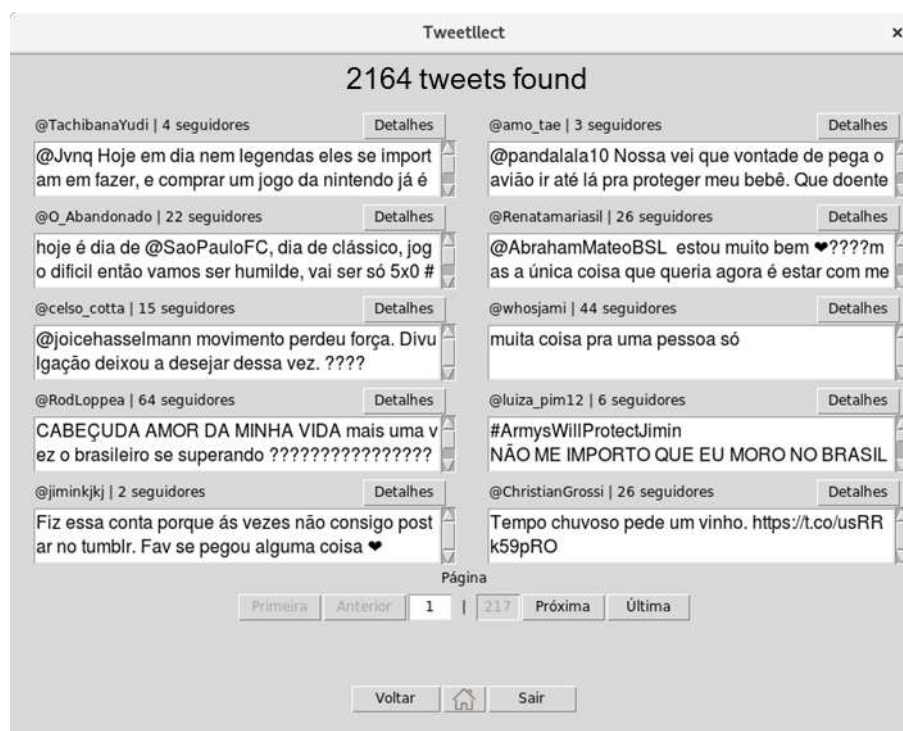 Tweetllect
2164 tweets found
@TachibanaYudi | 4 seguidores
Detalhes
@Jvnq Hoje em dia nem legendas eles se import
am em fazer, e comprar um jogo da nintendo já é
@amo_tae | 3 seguidores
Detalhes
@pandalala10 Nossa vei que vontade de pega o
avião ir até lá pra proteger meu bebê. Que doente
@O_Abandonado | 22 seguidores
Detalhes
hoje é dia de @SaoPauloFC, dia de clássico, jog
o dificil então vamos ser humilde, vai ser só 5x0 #
@Renatamariasil | 26 seguidores
Detalhes
@AbrahamMateoBSL  estou muito bem ❤????m
as a única coisa que queria agora é estar com me
@celso_cotta | 15 seguidores
Detalhes
@joicehasselmann movimento perdeu força. Divu
lgação deixou a desejar dessa vez. ????
@whosjami | 44 seguidores
Detalhes
muita coisa pra uma pessoa só
@RodLoppea | 64 seguidores
Detalhes
CABEÇUDA AMOR DA MINHA VIDA mais uma v
ez o brasileiro se superando ????????????????
@luiza_pim12 | 6 seguidores
Detalhes
#ArmysWillProtectJimin
NÃO ME IMPORTO QUE EU MORO NO BRASIL
@jiminkjkj | 2 seguidores
Detalhes
Fiz essa conta porque ás vezes não consigo post
ar no tumblr. Fav se pegou alguma coisa ❤
@ChristianGrossi | 26 seguidores
Detalhes
Tempo chuvoso pede um vinho. https://t.co/usRR
k59pRO
Página
Primeira Anterior 1 | 217 Próxima Última
Voltar Sair